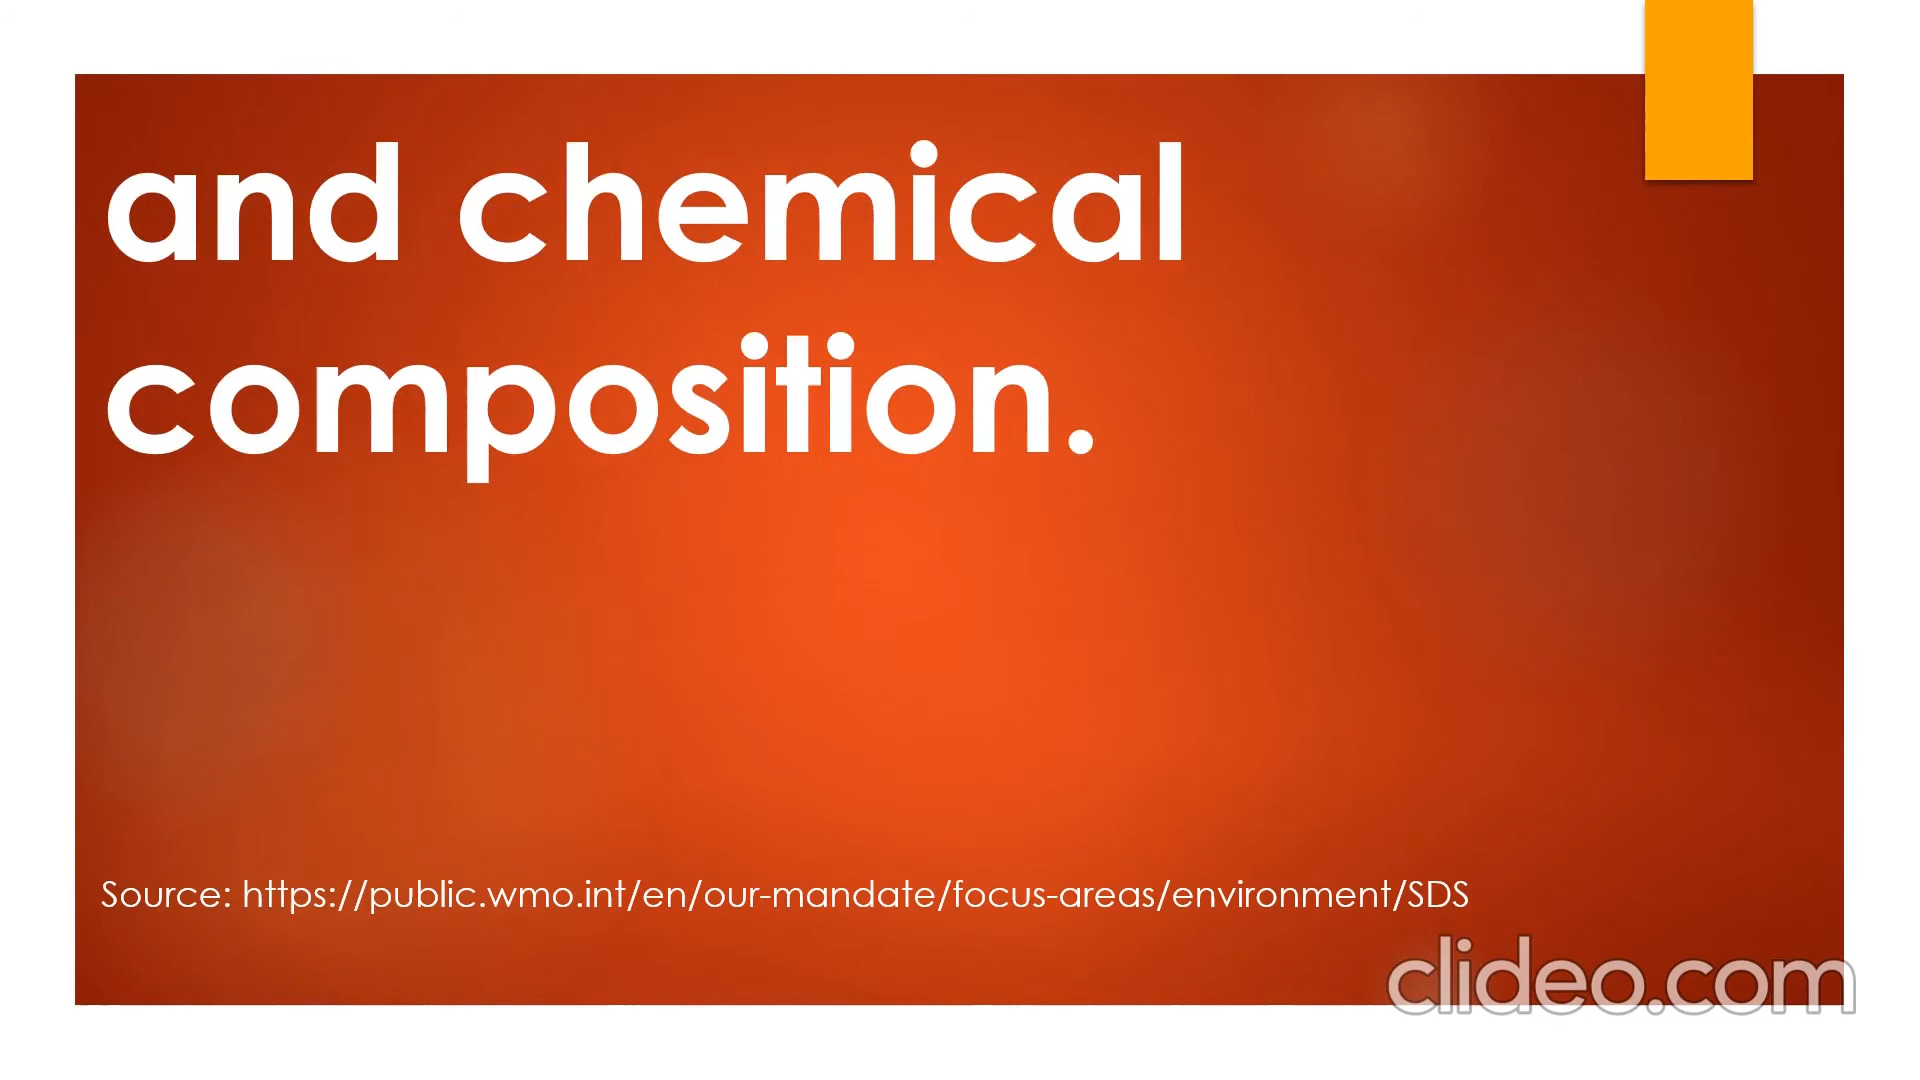 and chemical
composition.
Source: https://public.wmo.int/en/our-mandate/focus-areas/environment/SDS
clideo.com